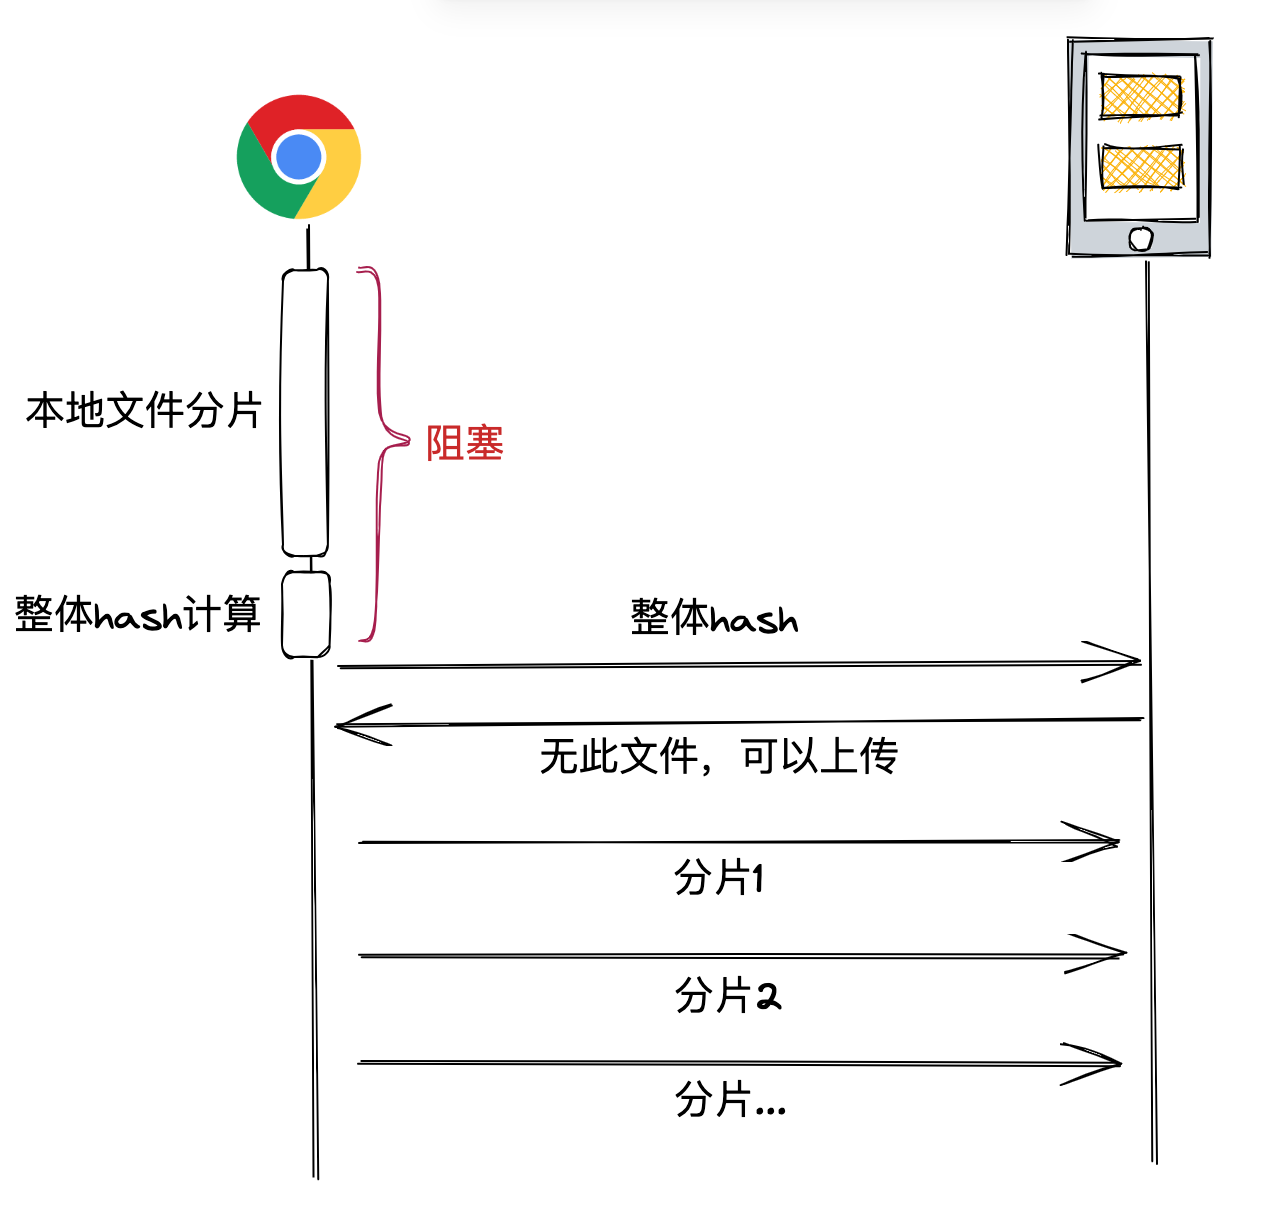 本地文件分片
阻塞
整体hash计算
整体hash
无此文件，可以上传
分片1
分片2
分片...